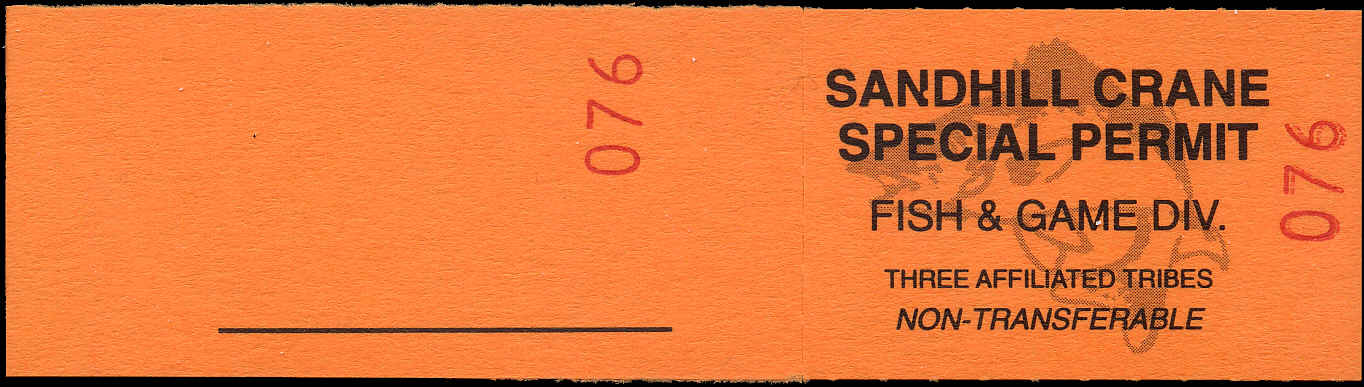 076
SANDHILL CRANE
SPECIAL PERMIT
FISH & GAME DIV.
THREE AFFILIATED TRIBES
NON-TRANSFERABLE
076